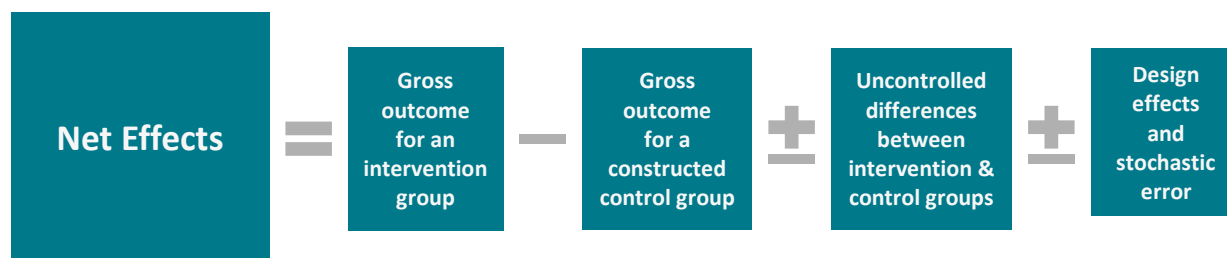 Net Effects
=
Gross
outcome
for an
intervention
group
−
Gross
outcome
for a
constructed
control group
±
Uncontrolled
differences
between
intervention &
control groups
±
Design
effects
and
stochastic
error